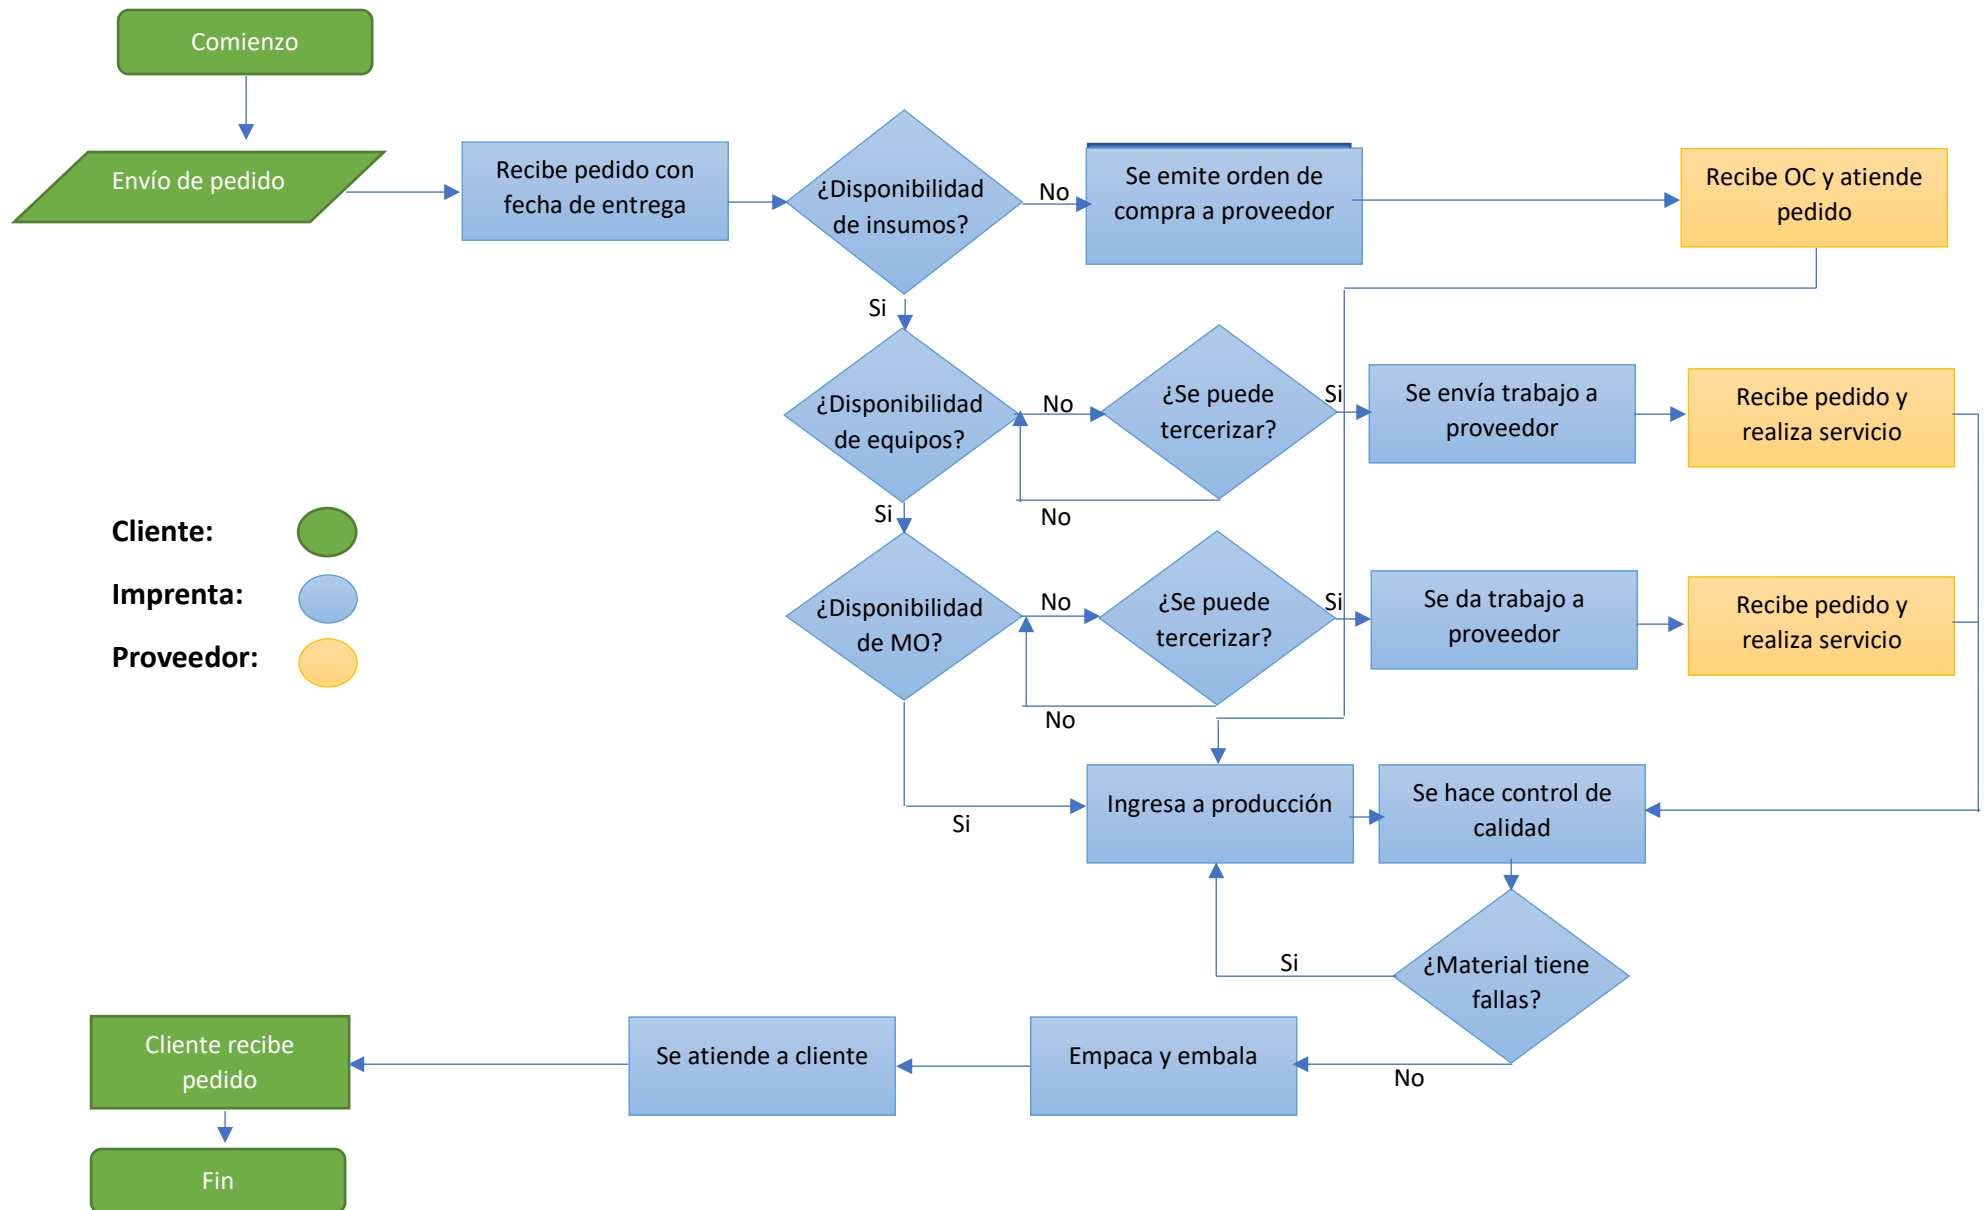 Comienzo
Envío de pedido
Recibe pedido con
fecha de entrega
¿Disponibilidad
de insumos?
No
Se emite orden de
compra a proveedor
Recibe OC y atiende
pedido
Si
¿Disponibilidad
de equipos?
No
¿Se puede
tercerizar?
Si
Se envía trabajo a
proveedor
Recibe pedido y
realiza servicio
No
Si
Cliente:
Imprenta:
Proveedor:
¿Disponibilidad
de MO?
No
¿Se puede
tercerizar?
Si
Se da trabajo a
proveedor
Recibe pedido y
realiza servicio
No
Si
Ingresa a producción
Se hace control de
calidad
¿Material tiene
fallas?
Si
No
Empaca y embala
Se atiende a cliente
Cliente recibe
pedido
Fin